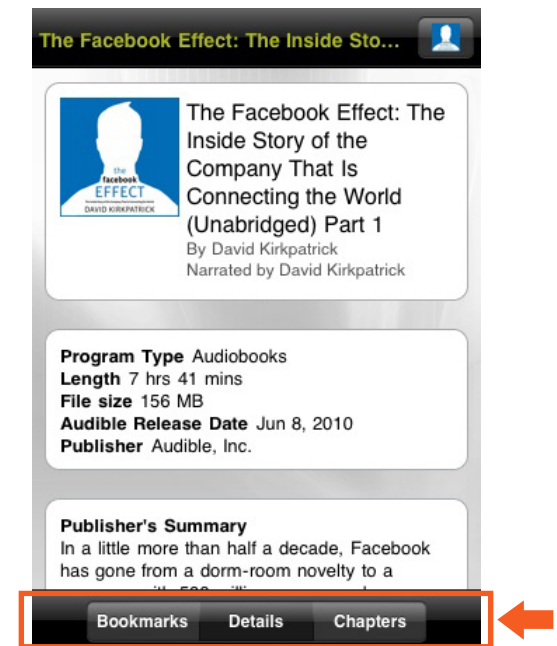 The Facebook Effect: The Inside Sto...
the
facebook
EFFECT
DAVID KIRKPATRICK
The Facebook Effect: The
Inside Story of the
Company That Is
Connecting the World
(Unabridged) Part 1
By David Kirkpatrick
Narrated by David Kirkpatrick
Program Type Audiobooks
Length 7 hrs 41 mins
File size 156 MB
Audible Release Date Jun 8, 2010
Publisher Audible, Inc.
Publisher's Summary
In a little more than half a decade, Facebook
has gone from a dorm-room novelty to a
Bookmarks Details Chapters